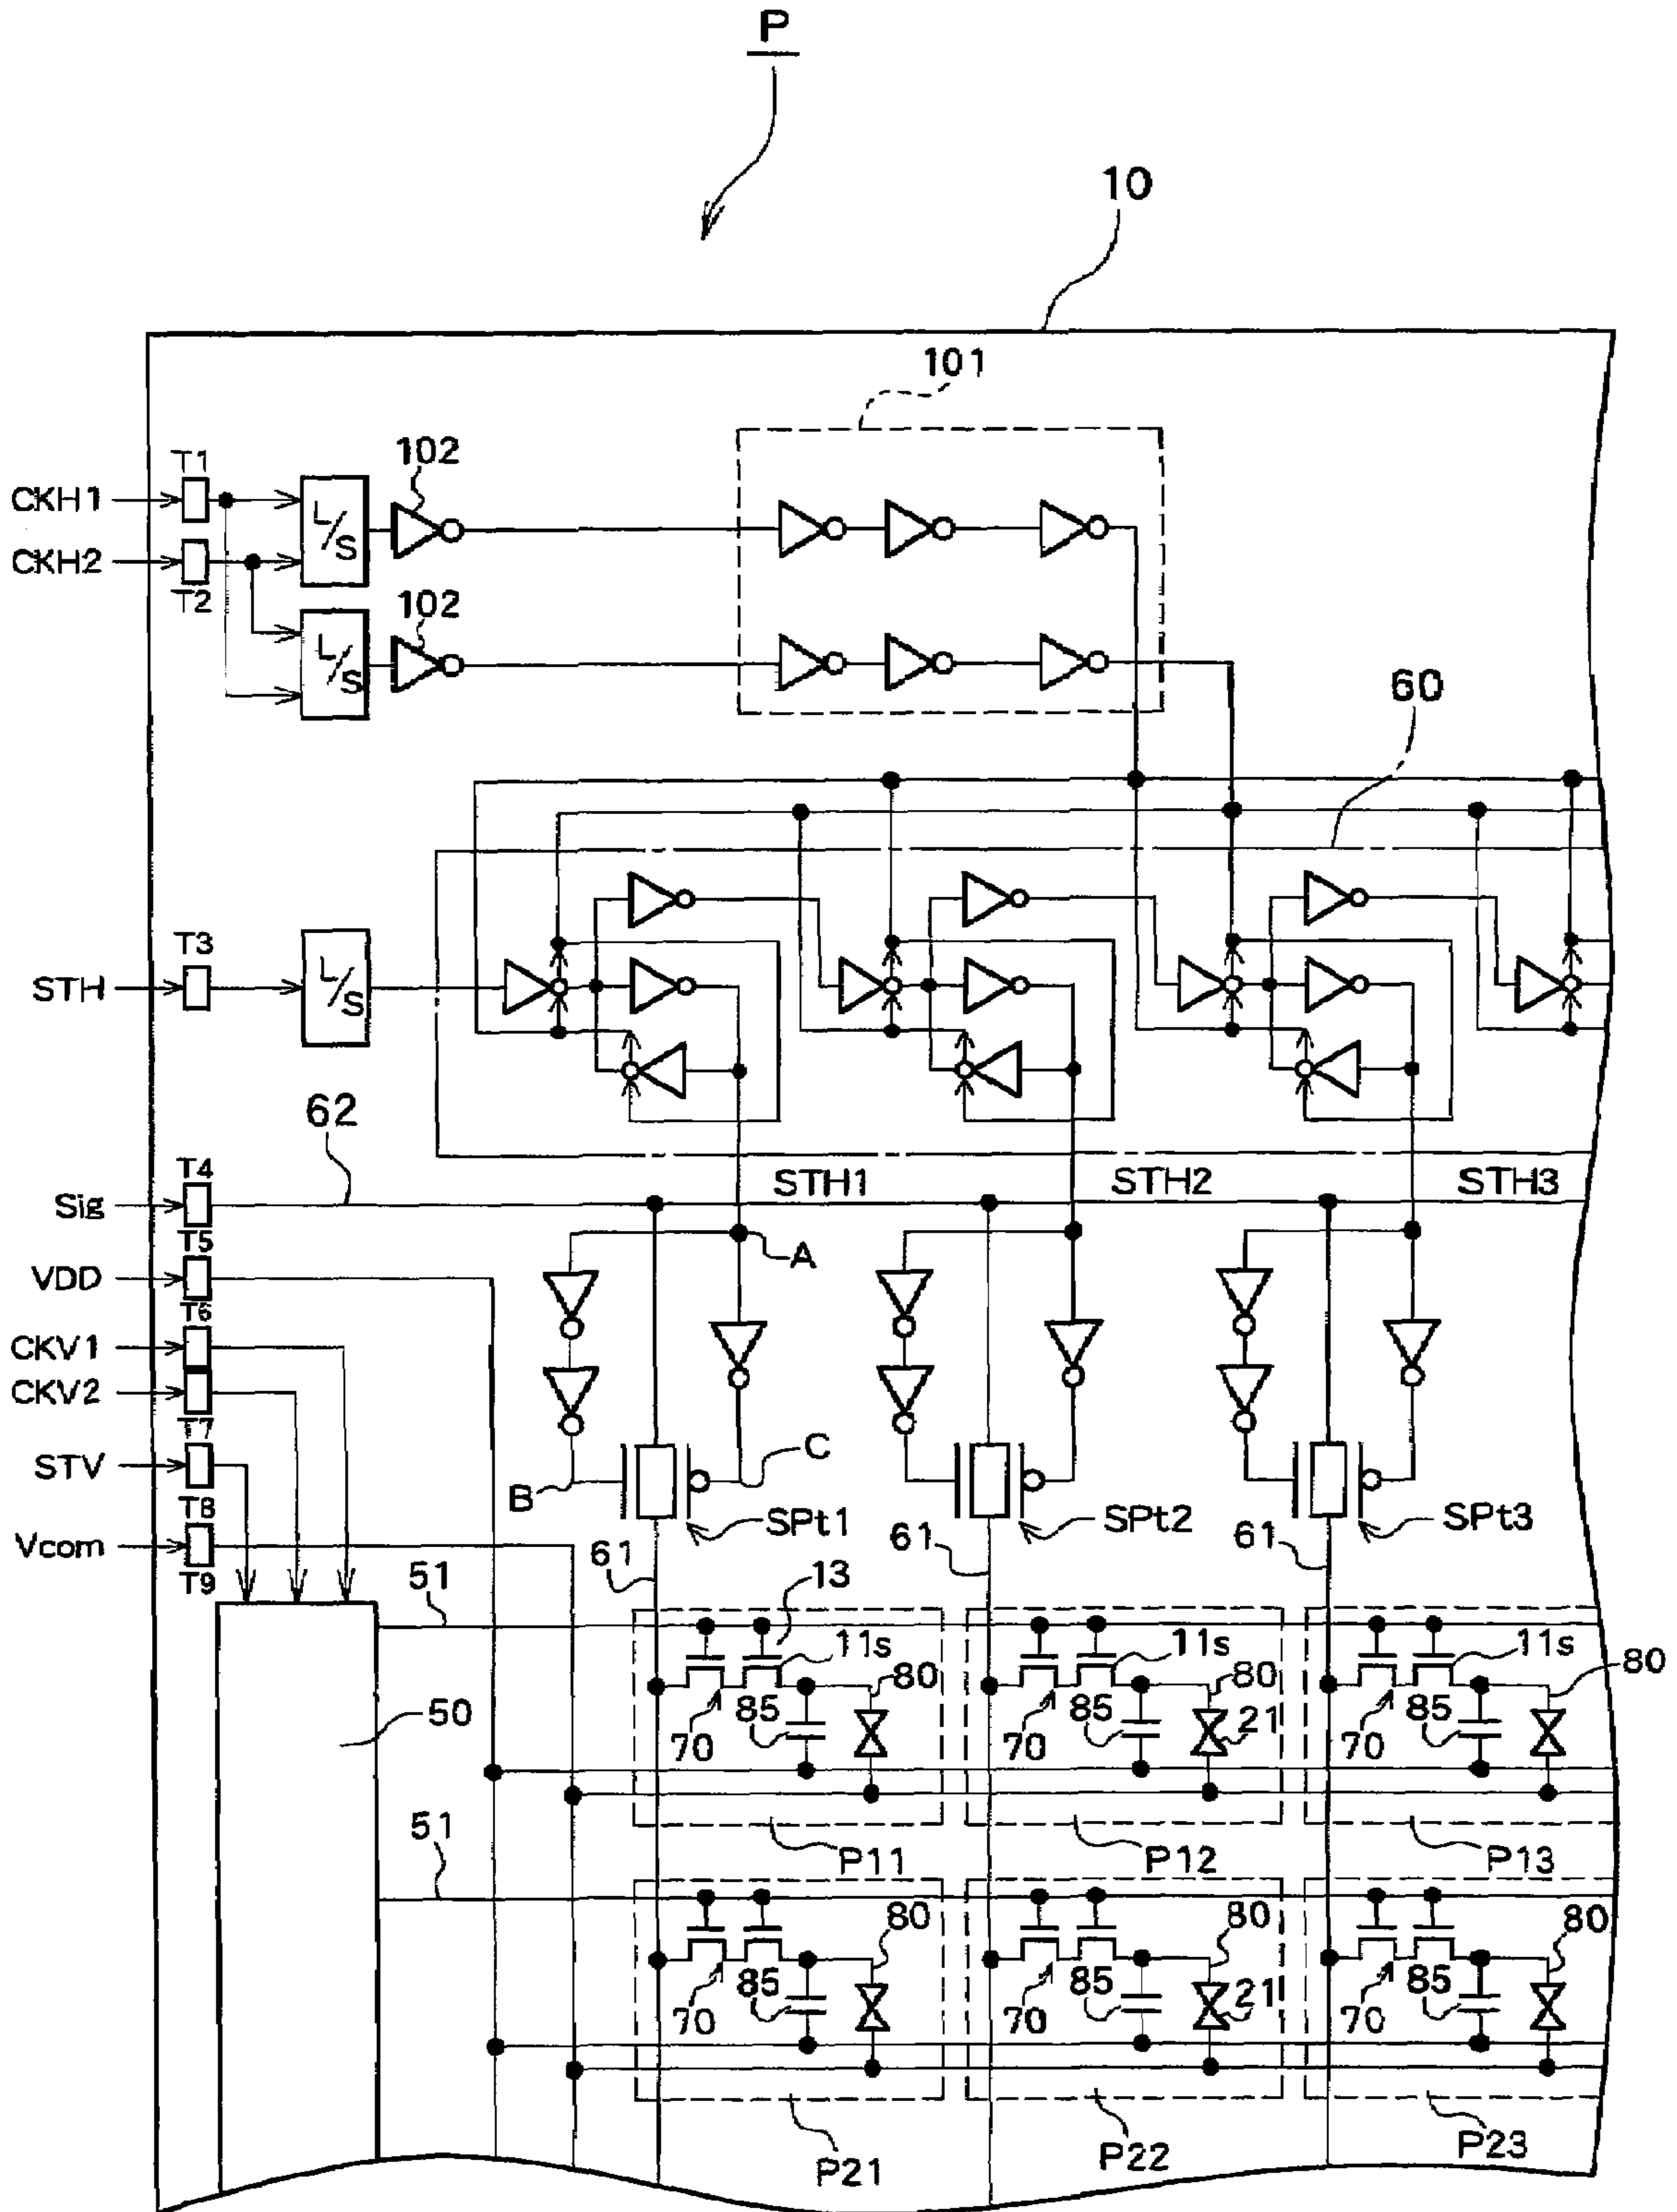 P
10
101
T1
102
CKH1
L/S
CKH2
T2
102
L/S
60
T3
STH
L/S
62
T4
STH1
STH2
STH3
Sig
T5
A
VDD
T6
CKV1
CKV2
T7
C
STV
B
T8
SPt1
SPt2
SPt3
Vcom
61
61
61
T9
51
13
11s
11s
11s
80
80
80
50
85
85
21
85
70
70
70
51
P11
P12
P13
80
80
80
85
85
21
85
70
70
70
P21
P22
P23